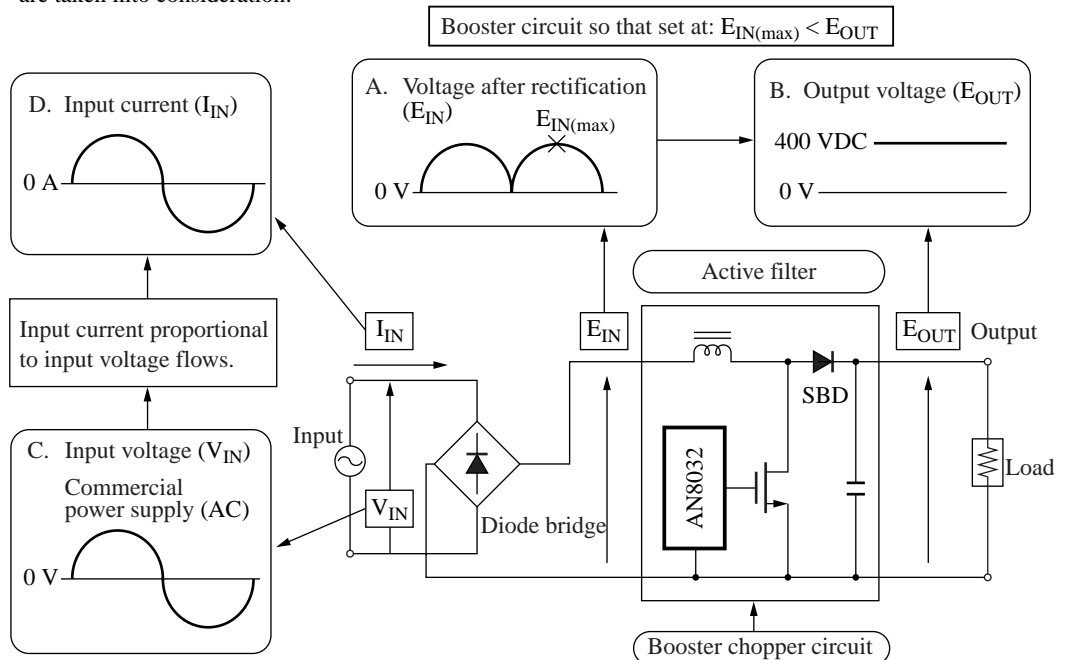 are taken into consideration.
Booster circuit so that set at: EIN(max) < EOUT
D. Input current (IIN)
0 A
A. Voltage after rectification
(EIN)
EIN(max)
0 V
B. Output voltage (EOUT)
400 VDC
0 V
Active filter
Input current proportional
to input voltage flows.
IIN
EIN
EOUT
Output
SBD
Input
C. Input voltage (VIN)
Commercial
power supply (AC)
0 V
VIN
Diode bridge
AN8032
Load
Booster chopper circuit